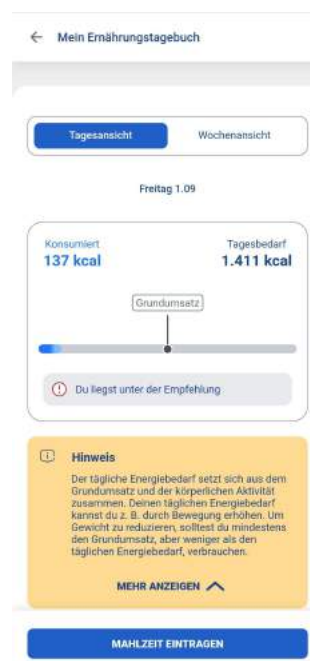 Mein Ernährungstagebuch
Tagesansicht Wochenansicht
Freitag 1.09
Konsumiert Tagesbedarf
137 kcal 1.411 kcal
Grundumsatz
Du liegst unter der Empfehlung
Hinweis
Der tägliche Energiebedarf setzt sich aus dem
Grundumsatz und der körperlichen Aktivität
zusammen. Deinen täglichen Energiebedarf
kannst du z. B. durch Bewegung erhöhen. Um
Gewicht zu reduzieren, solltest du mindestens
den Grundumsatz, aber weniger als den
täglichen Energiebedarf, verbrauchen.
MEHR ANZEIGEN
MAHLZEIT EINTRAGEN